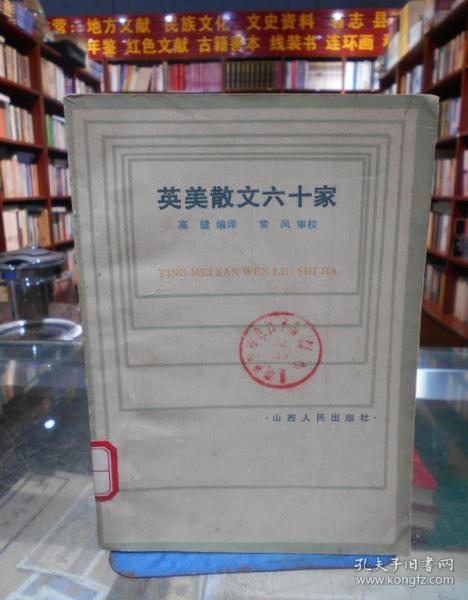 营: 地方文献 民族文化 文史资料 省志 县
年鉴 红色文献 古籍善本 线装书 连环画
英美散文六十家
高 健 编译 常 风 审校
YING MEI SAN WEN LIU SHI JIA
·山西人民出版社·
孔夫子旧书网
www.kongfz.com